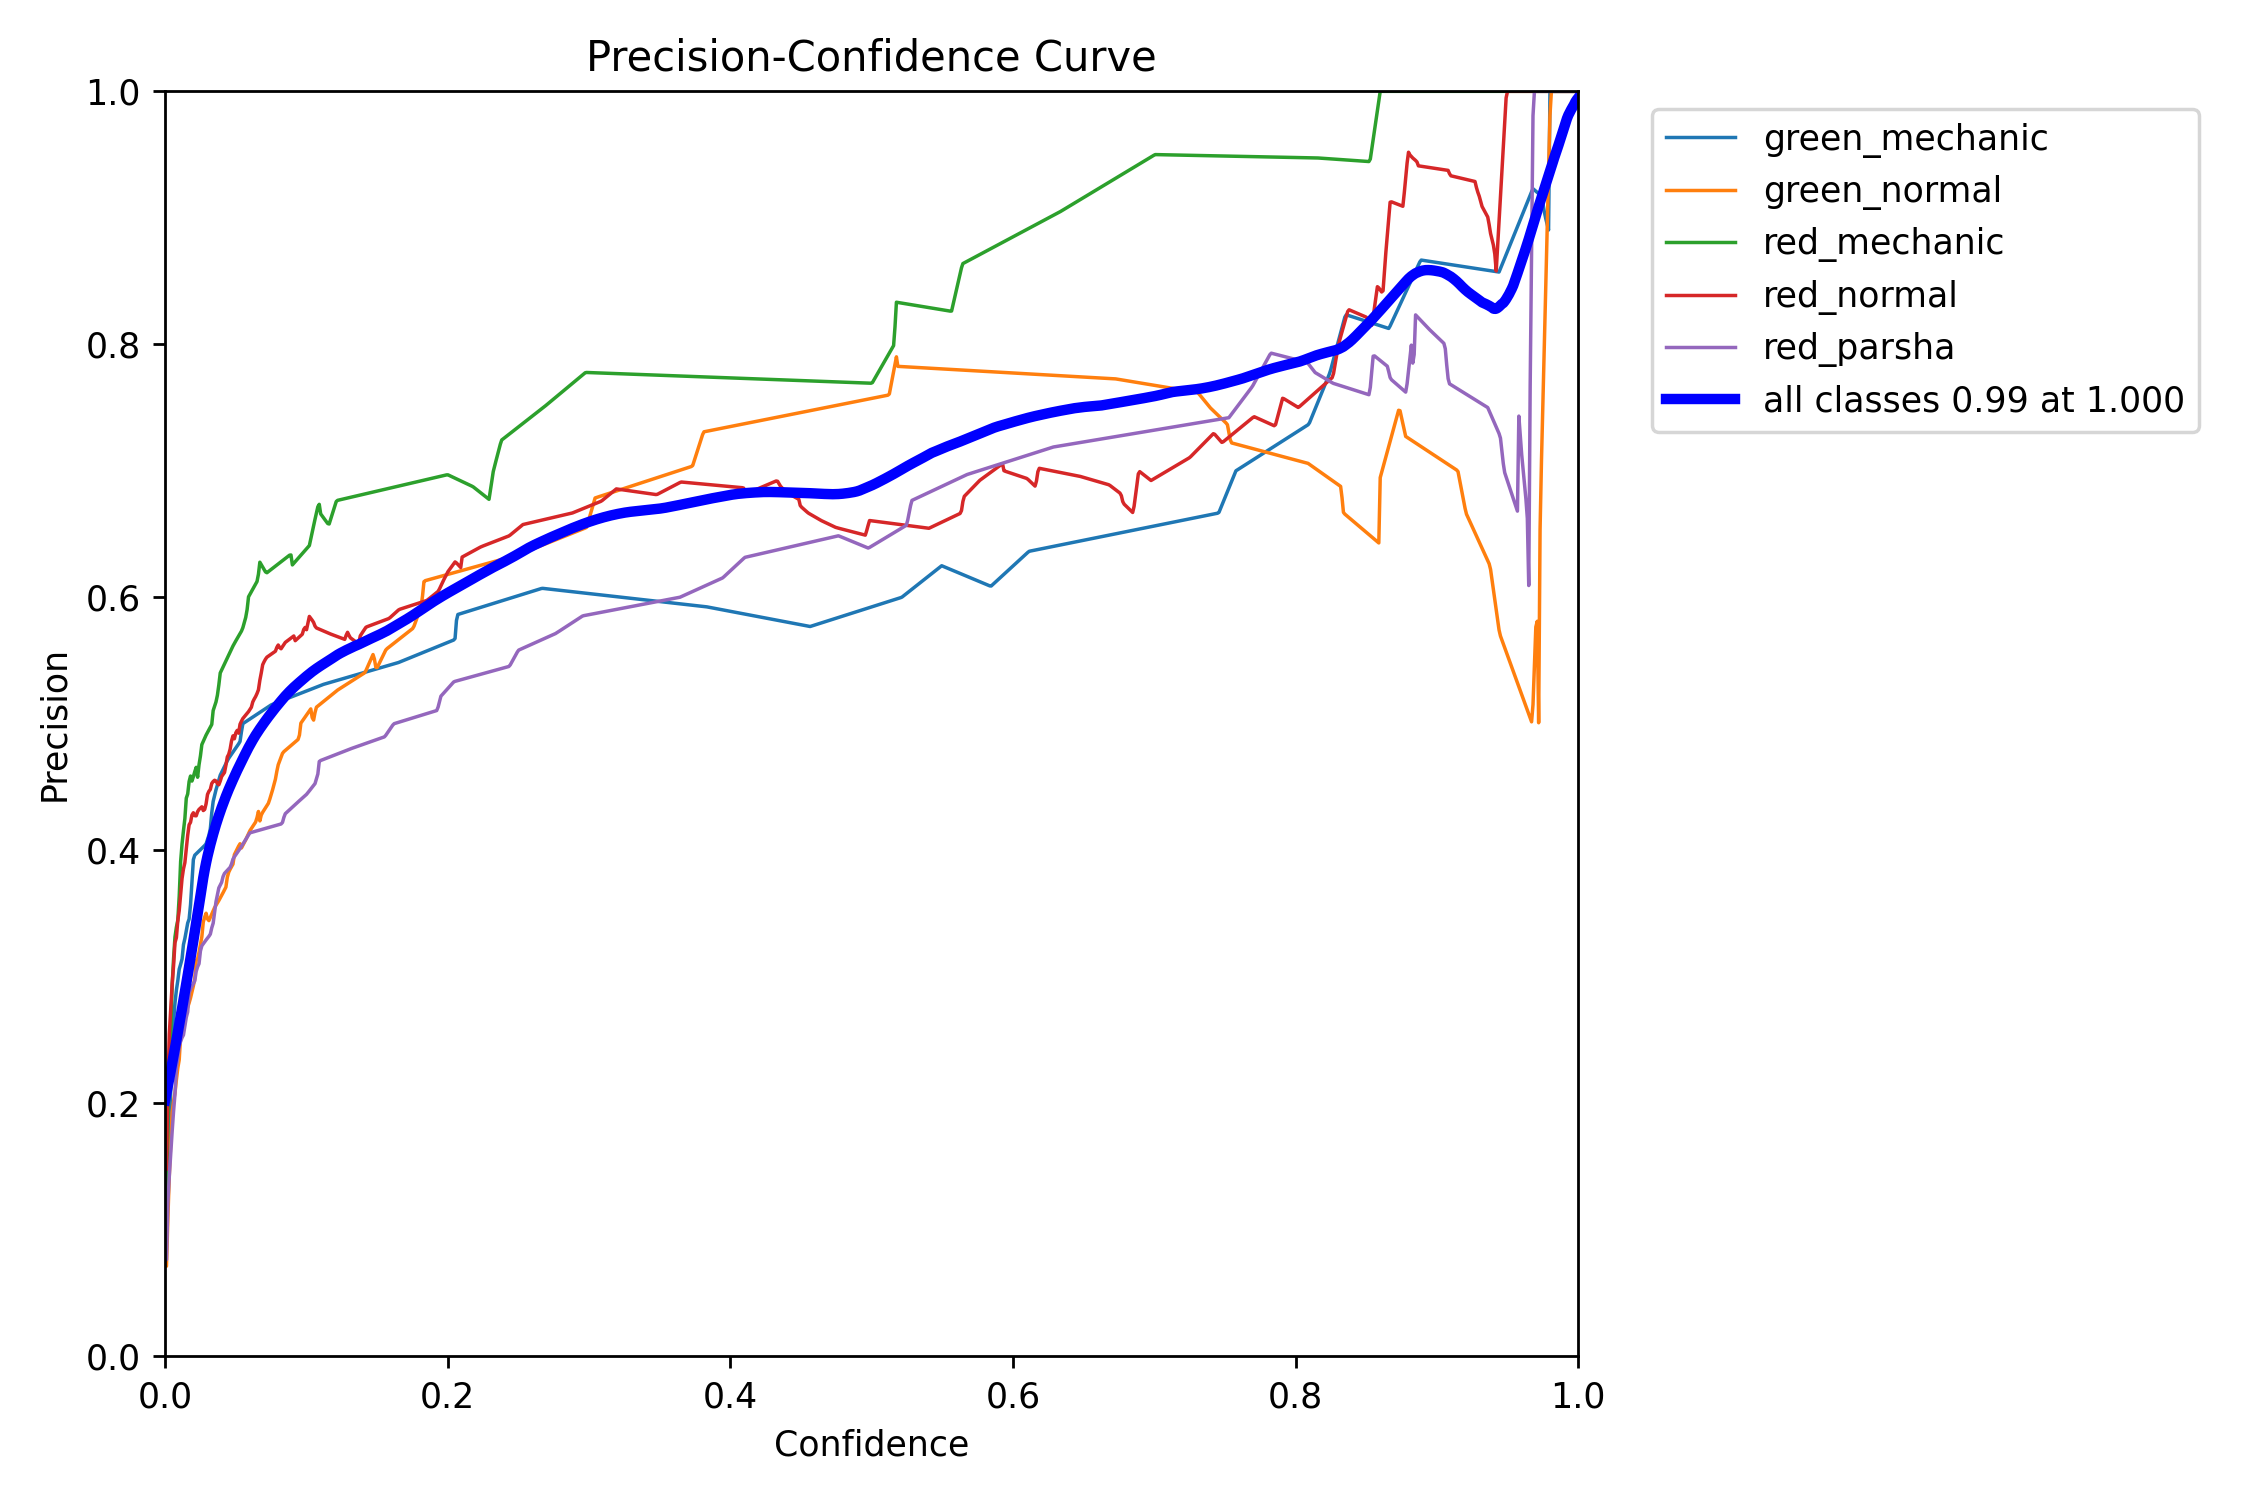 Precision-Confidence Curve
1.0
0.8
0.6
0.4
0.2
0.0
Precision
0.0 0.2 0.4 0.6 0.8 1.0
Confidence
green_mechanic
green_normal
red_mechanic
red_normal
red_parsha
all classes 0.99 at 1.000